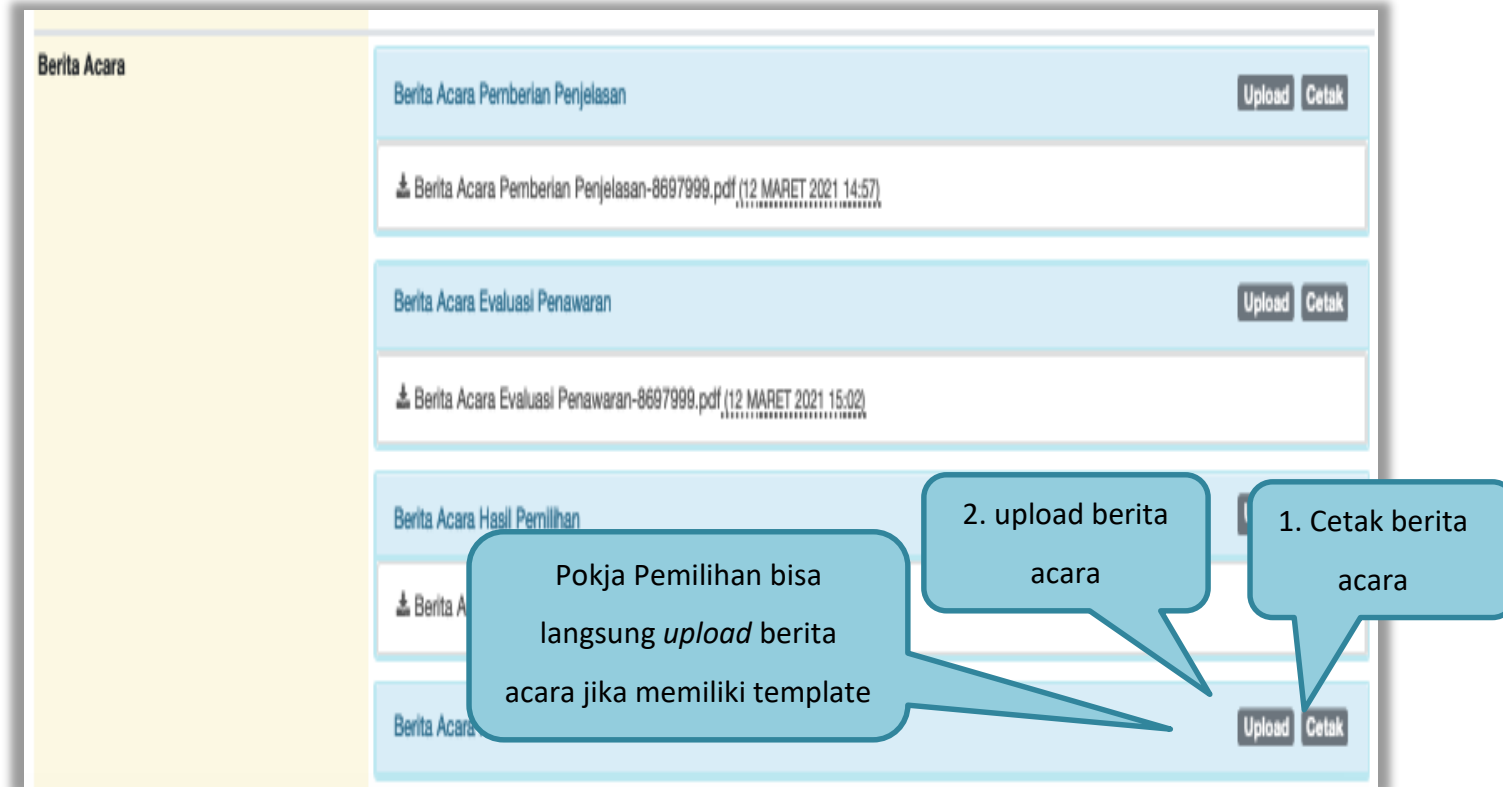 Berita Acara
Berita Acara Pemberian Penjelasan
Upload Cetak
Berita Acara Pemberian Penjelasan-8697999.pdf (12 MARET 2021 14:57)
Berita Acara Evaluasi Penawaran
Upload Cetak
Berita Acara Evaluasi Penawaran-8697999.pdf (12 MARET 2021 15:02)
Berita Acara Hasil Pemilihan
2. upload berita
acara
1. Cetak berita
acara
Pokja Pemilihan bisa
langsung upload berita
acara jika memiliki template
Berita A
Berita Acara
Upload Cetak